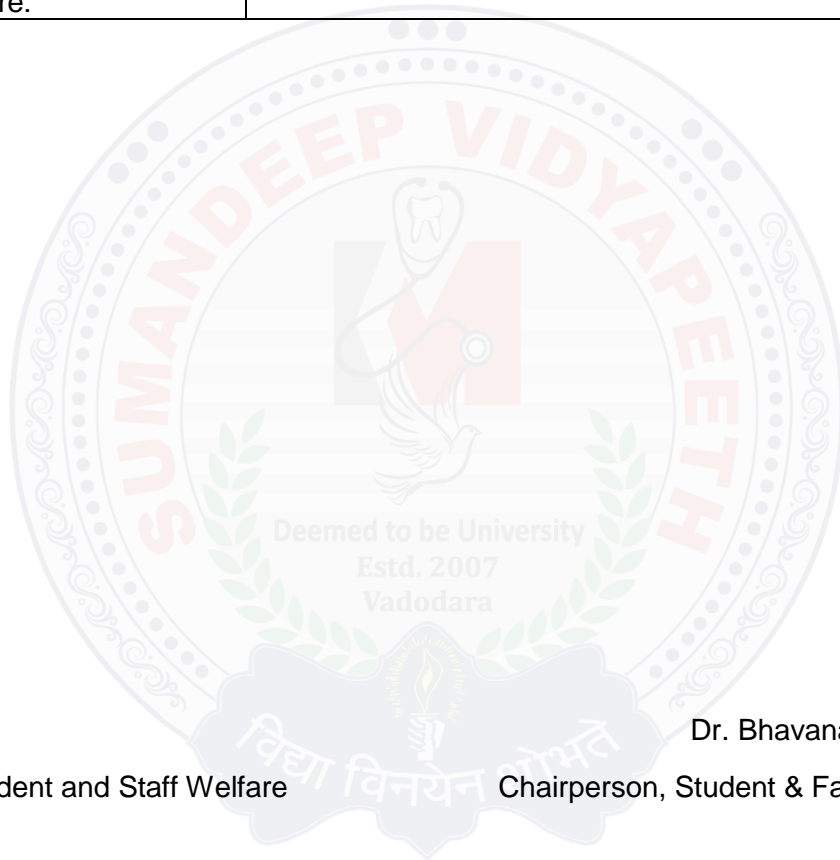 re.
SUMANDEEP VIDYAPEETH
Deemed to be University
Estd. 2007
Vadodara
विद्या विनयेन शोभते
Dr. Bhavana
dent and Staff Welfare Chairperson, Student & Fa